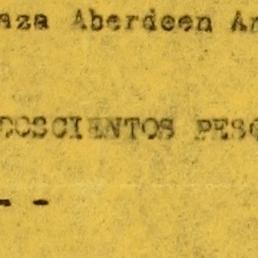 aza Aberdeen An
DOSCIENTOS PESO
- -